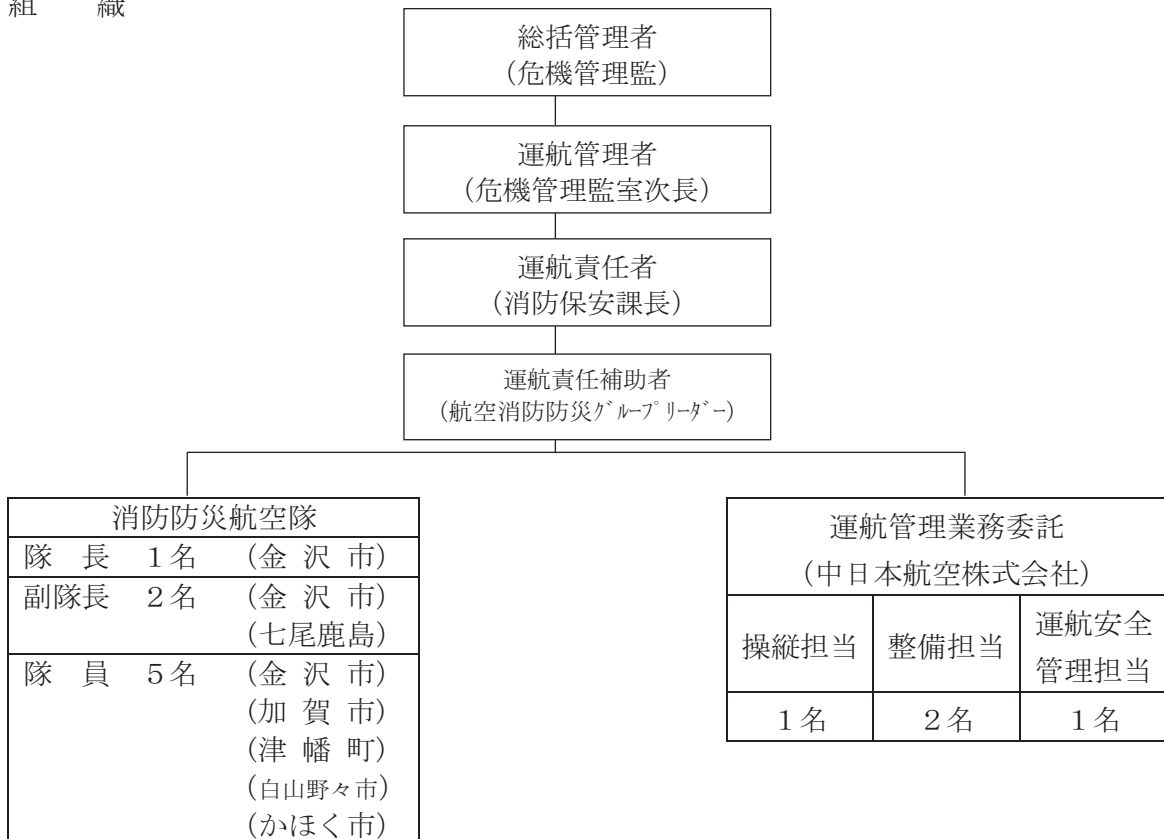 組　　織
総括管理者
（危機管理監）
運航管理者
（危機管理監室次長）
運航責任者
（消防保安課長）
運航責任補助者
（航空消防防災ｸﾞﾙｰﾌﾟﾘｰﾀﾞｰ）
消防防災航空隊
隊　長　１名　（金 沢 市）
副隊長　２名　（金 沢 市）
（七尾鹿島）
隊　員　５名　（金 沢 市）
（加 賀 市）
（津 幡 町）
（白山野々市）
（かほく市）
運航管理業務委託
（中日本航空株式会社）
操縦担当　整備担当　運航安全
管理担当
１名　２名　１名